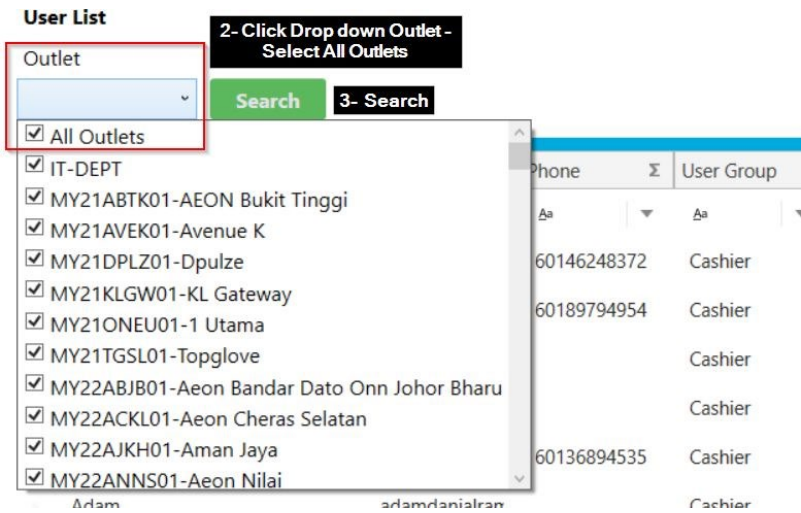 User List
2- Click Drop down Outlet -
Select All Outlets
Outlet
Search
3- Search
All Outlets
IT-DEPT
MY21ABTK01-AEON Bukit Tinggi
MY21AVEK01-Avenue K
MY21DPLZ01-Dpulze
MY21KLGW01-KL Gateway
MY21ONEU01-1 Utama
MY21TGSL01-Topglove
MY22ABJB01-Aeon Bandar Dato Onn Johor Bharu
MY22ACKL01-Aeon Cheras Selatan
MY22AJKH01-Aman Jaya
MY22ANNS01-Aeon Nilai
Phone Σ User Group
Aa Aa
60146248372 Cashier
60189794954 Cashier
Cashier
Cashier
60136894535 Cashier
Adam adamdanialram Cashier